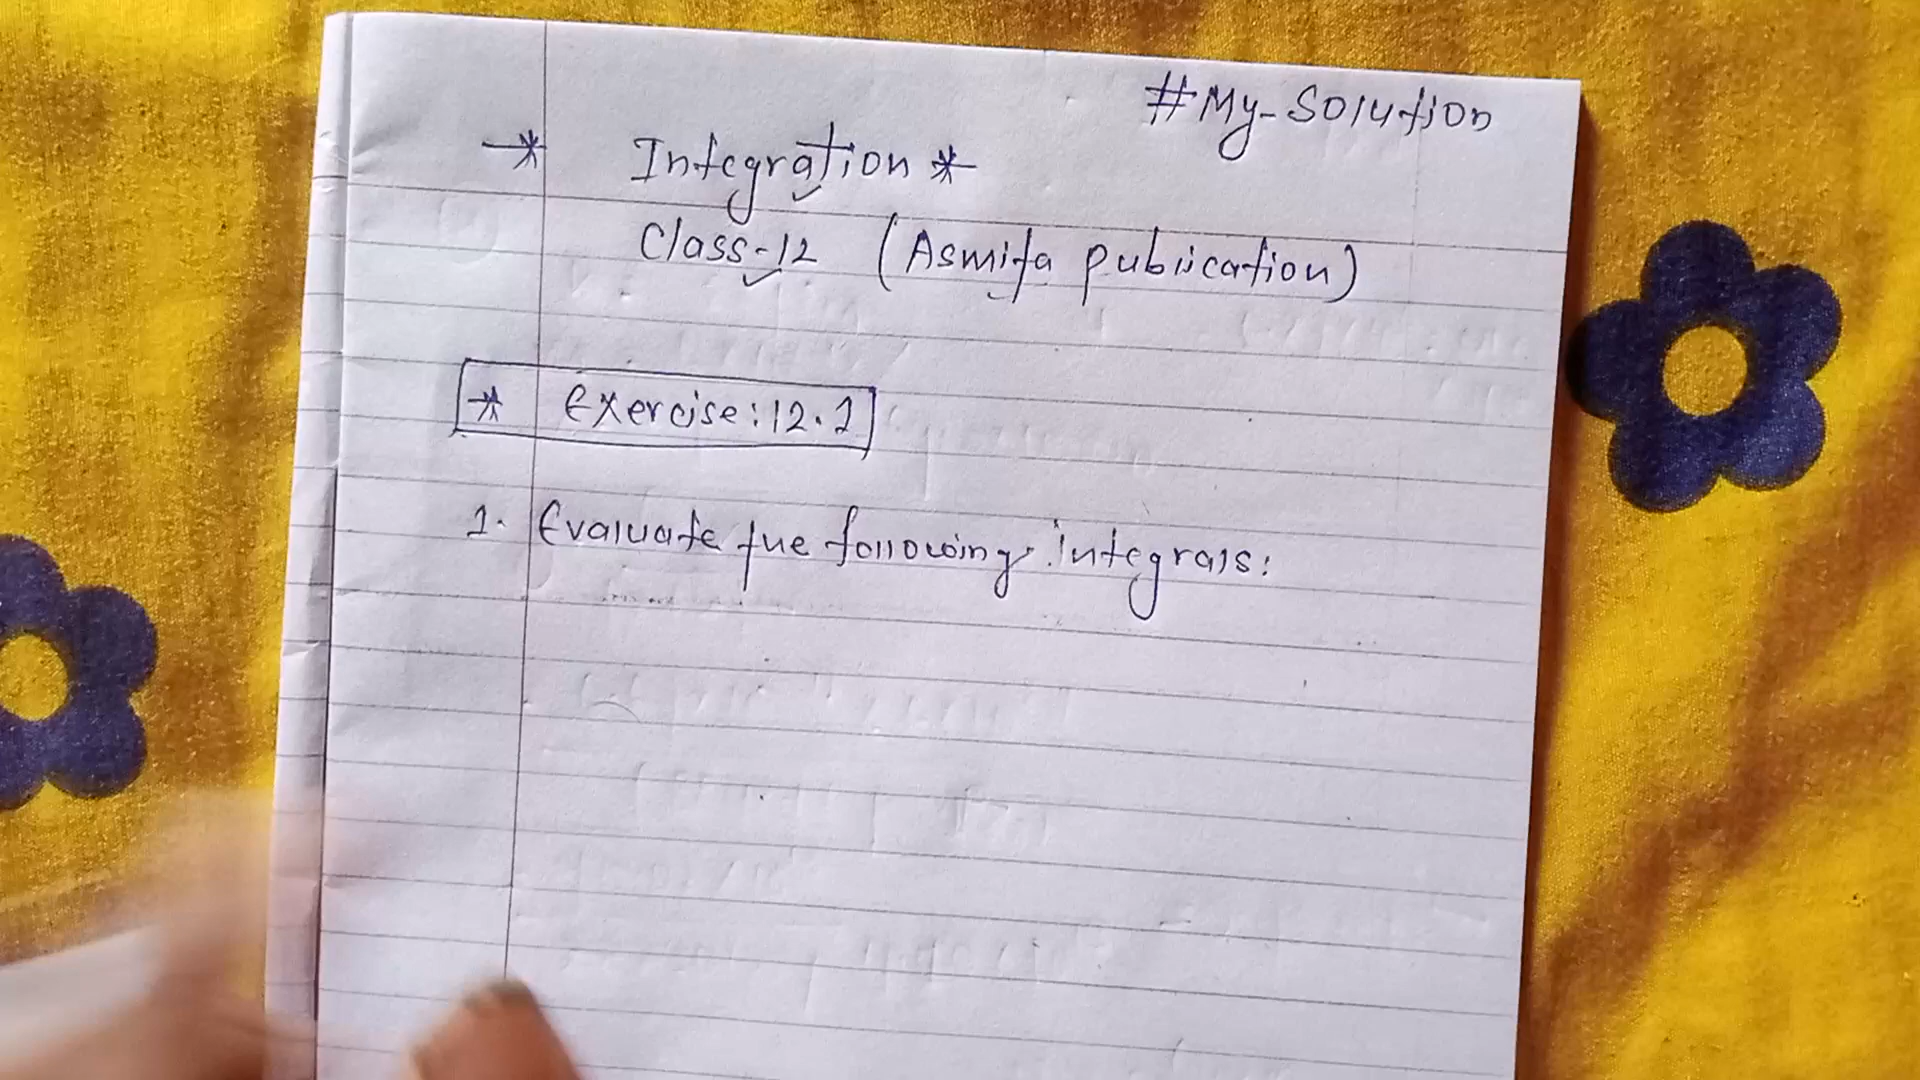 #My-Solution
* Integration *
Class-12 (Asmita publication)
* Exercise: 12.1
1. Evaluate the following integrals: